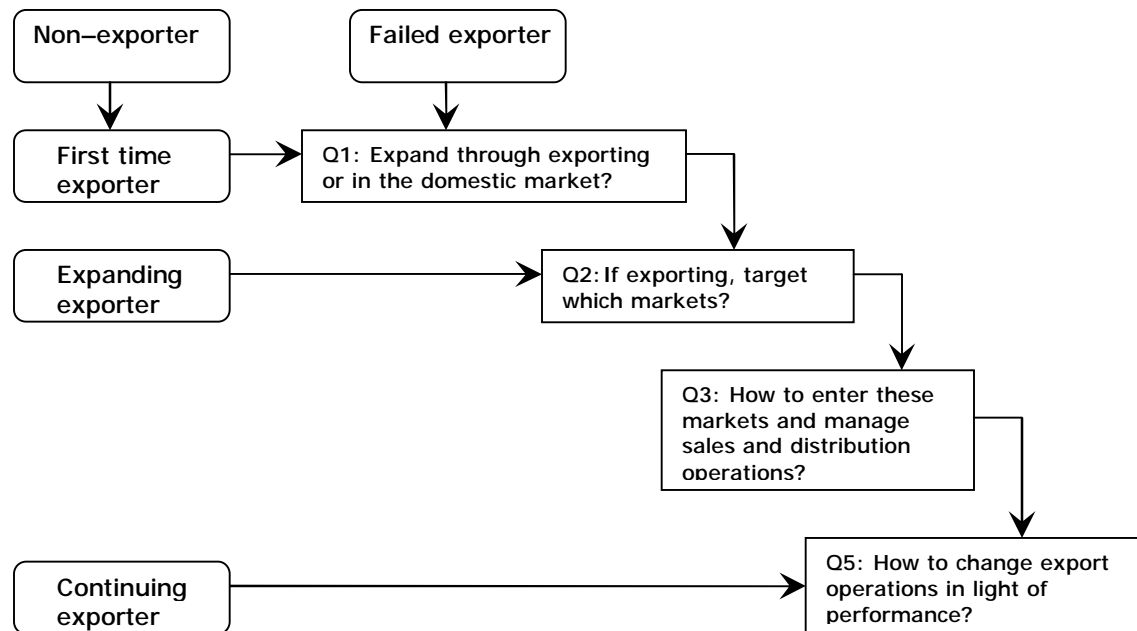 Non–exporter
Failed exporter
First time
exporter
Q1: Expand through exporting
or in the domestic market?
Expanding
exporter
Q2: If exporting, target
which markets?
Q3: How to enter these
markets and manage
sales and distribution
operations?
Continuing
exporter
Q5: How to change export
operations in light of
performance?